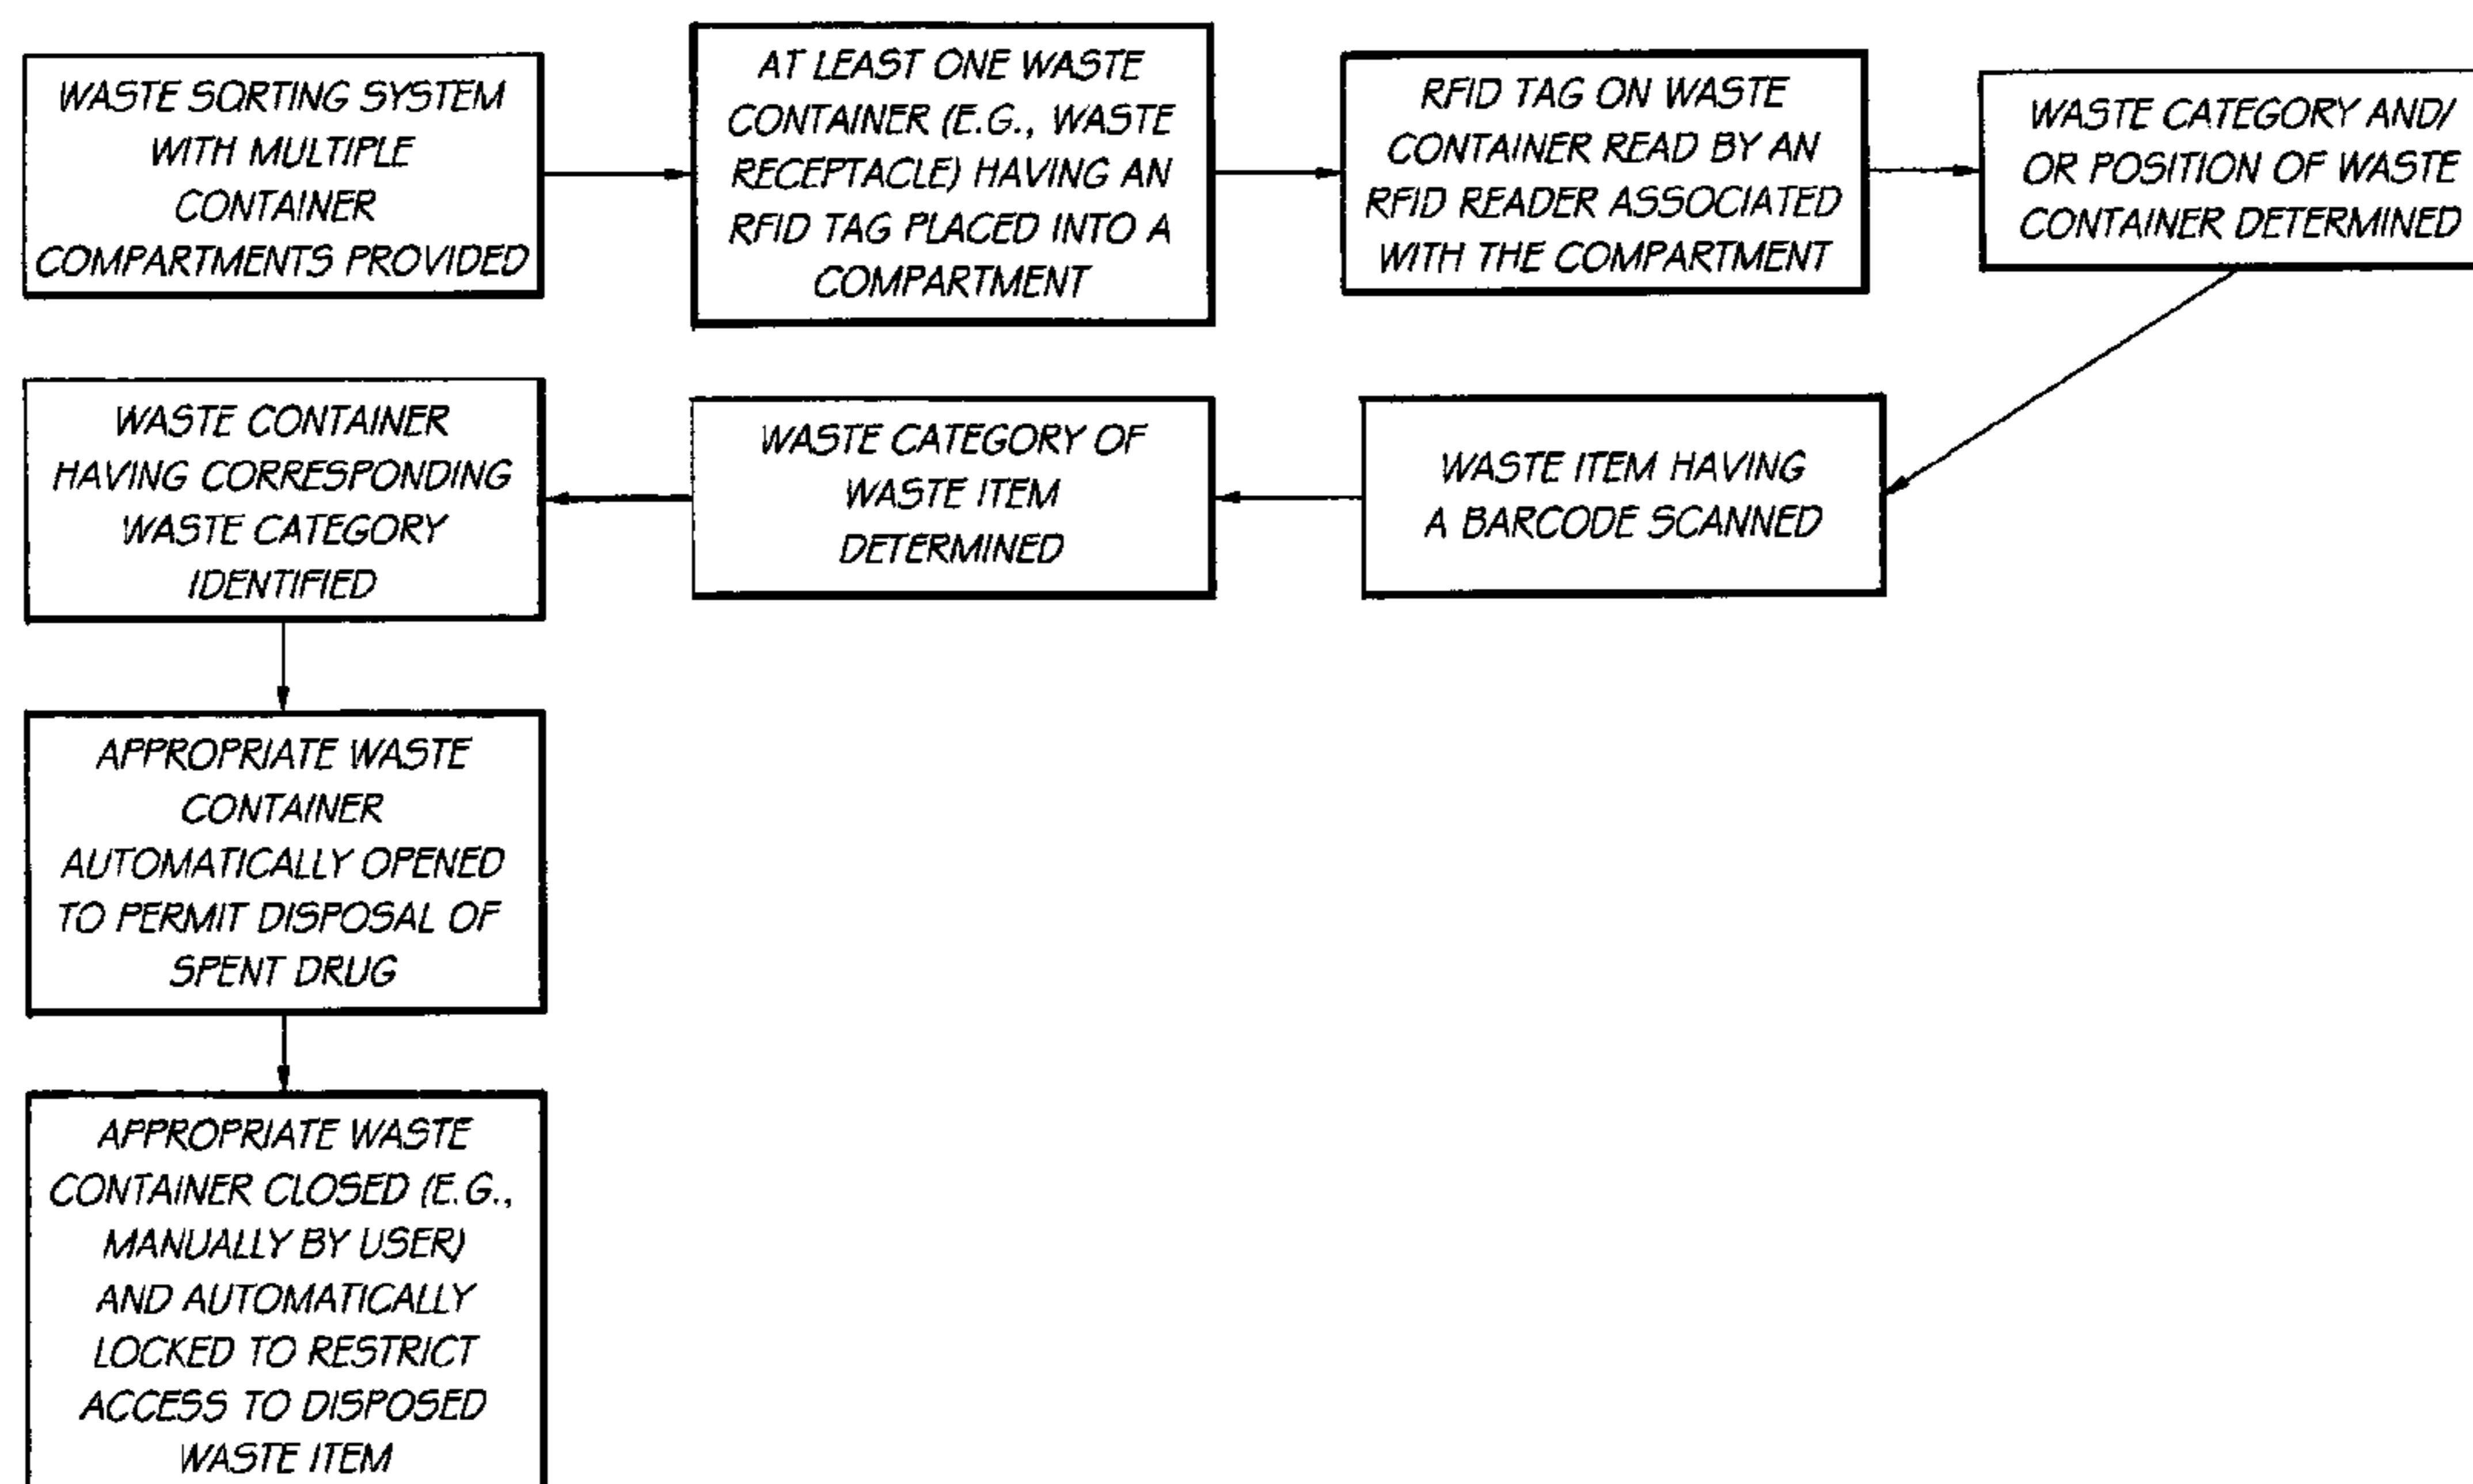 WASTE SORTING SYSTEM
WITH MULTIPLE
CONTAINER
COMPARTMENTS PROVIDED
AT LEAST ONE WASTE
CONTAINER (E.G., WASTE
RECEPTACLE) HAVING AN
RFID TAG PLACED INTO A
COMPARTMENT
RFID TAG ON WASTE
CONTAINER READ BY AN
RFID READER ASSOCIATED
WITH THE COMPARTMENT
WASTE CATEGORY AND/
OR POSITION OF WASTE
CONTAINER DETERMINED
WASTE ITEM HAVING
A BARCODE SCANNED
WASTE CATEGORY OF
WASTE ITEM
DETERMINED
WASTE CONTAINER
HAVING CORRESPONDING
WASTE CATEGORY
IDENTIFIED
APPROPRIATE WASTE
CONTAINER
AUTOMATICALLY OPENED
TO PERMIT DISPOSAL OF
SPENT DRUG
APPROPRIATE WASTE
CONTAINER CLOSED (E.G.,
MANUALLY BY USER)
AND AUTOMATICALLY
LOCKED TO RESTRICT
ACCESS TO DISPOSED
WASTE ITEM